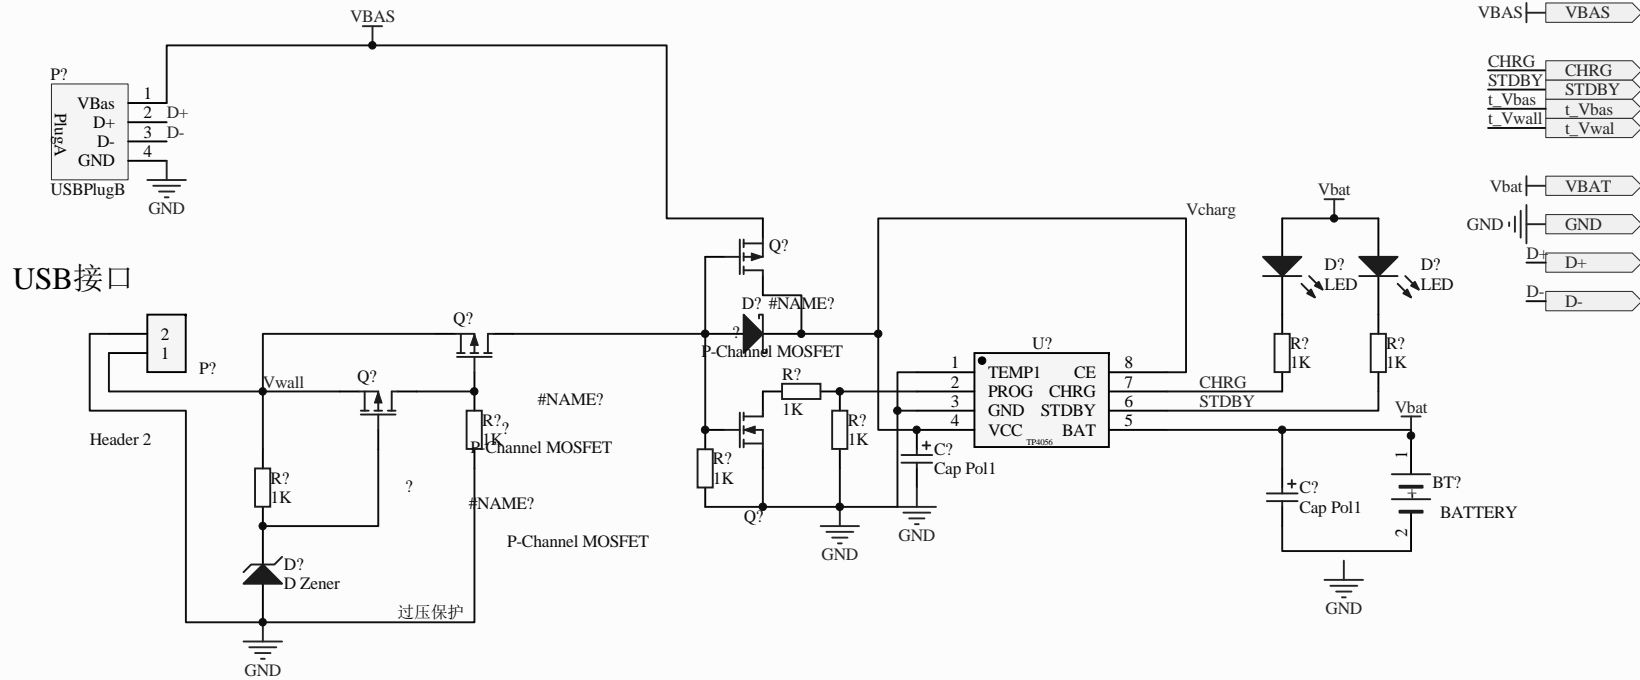 VBAS
VBAS
VBAS
P?
VBas
D+
D-
GND
PlugA
1
2
3
4
D+
D-
USBPlugB
GND
CHRG
CHRG
STDBY
STDBY
t_Vbas
t_Vbas
t_Vwall
t_Vwal
Vbat
VBAT
GND
GND
D+
D+
D-
D-
USB接口
2
1
P?
Header 2
Vwall
Q?
Q?
#NAME?
R?
1K
?
P-Channel MOSFET
?
#NAME?
P-Channel MOSFET
R?
1K
D?
D Zener
过压保护
GND
Q?
D?
#NAME?
?
P-Channel MOSFET
R?
1K
R?
1K
R?
1K
Q?
GND
Vcharg
C?
Cap Pol1
+
GND
U?
1
2
3
4
TEMP1
PROG
GND
VCC
CE
CHRG
STDBY
BAT
TP4056
8
7
6
5
CHRG
STDBY
Vbat
D?
LED
D?
LED
R?
1K
R?
1K
Vbat
1
BT?
+
BATTERY
2
+
C?
Cap Pol1
GND